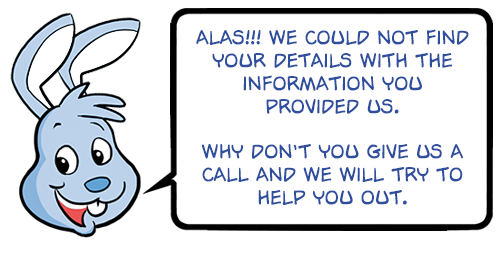 ALAS!!! WE COULD NOT FIND
YOUR DETAILS WITH THE
INFORMATION YOU
PROVIDED US.
WHY DON'T YOU GIVE US A
CALL AND WE WILL TRY TO
HELP YOU OUT.